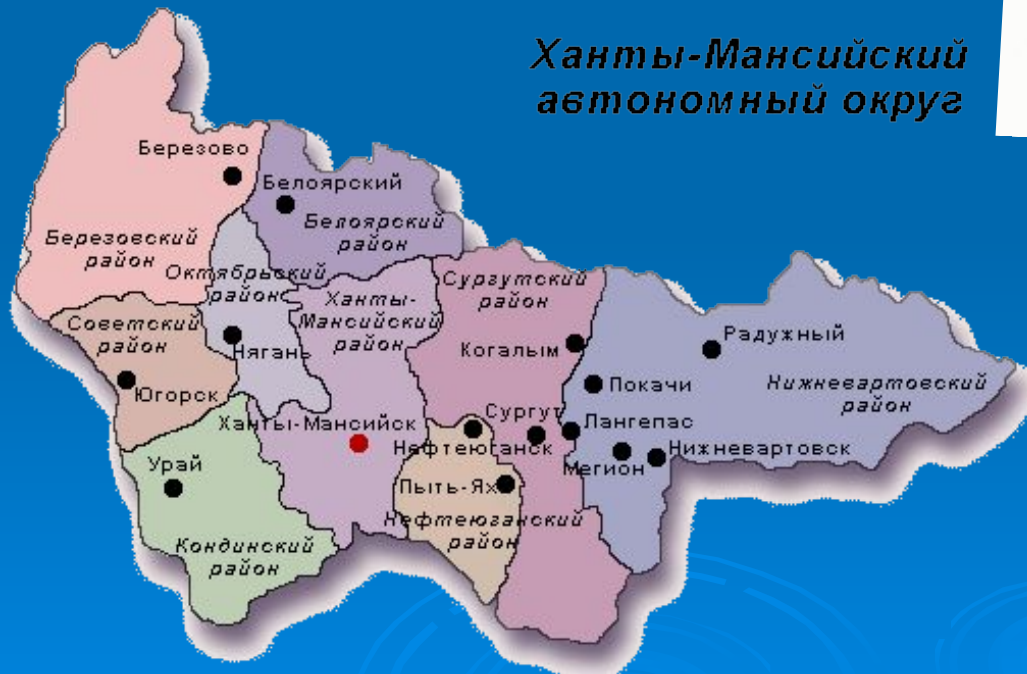 Ханты-Мансийский
автономный округ
Березово
Белоярский
Белоярский
район
Березовский
район
Октябрьский
район
Ханты-
Мансийский
район
Сургутский
район
Советский
район
Нягань
Когалым
Радужный
Югорск
Покачи
Нижневартовский
район
Ханты-Мансийск
Сургут
Нефтеюганск
Лангепас
Мегион
Нижневартовск
Урай
Пыть-Ях
Нефтеюганский
район
Кондинский
район